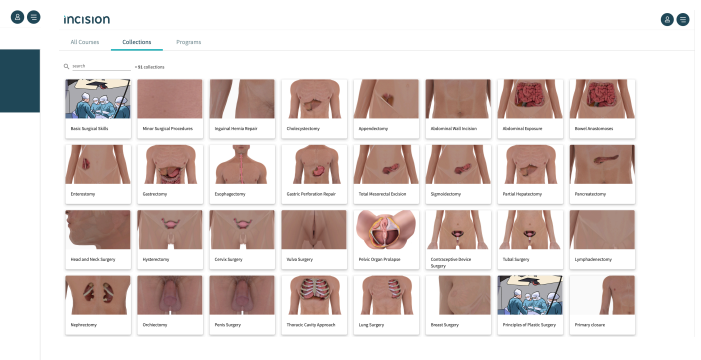 incision
All Courses
Collections
Programs
search
• 91 collections
Basic Surgical Skills
Minor Surgical Procedures
Inguinal Hernia Repair
Cholecystectomy
Appendectomy
Abdominal Wall Incision
Abdominal Exposure
Bowel Anastomoses
Enterostomy
Gastrectomy
Esophagectomy
Gastric Perforation Repair
Total Mesorectal Excision
Sigmoidectomy
Partial Hepatectomy
Pancreatectomy
Head and Neck Surgery
Hysterectomy
Cervix Surgery
Vulva Surgery
Pelvic Organ Prolapse
Contraceptive Device
Surgery
Tubal Surgery
Lymphadenectomy
Nephrectomy
Orchiectomy
Penis Surgery
Thoracic Cavity Approach
Lung Surgery
Breast Surgery
Principles of Plastic Surgery
Primary closure